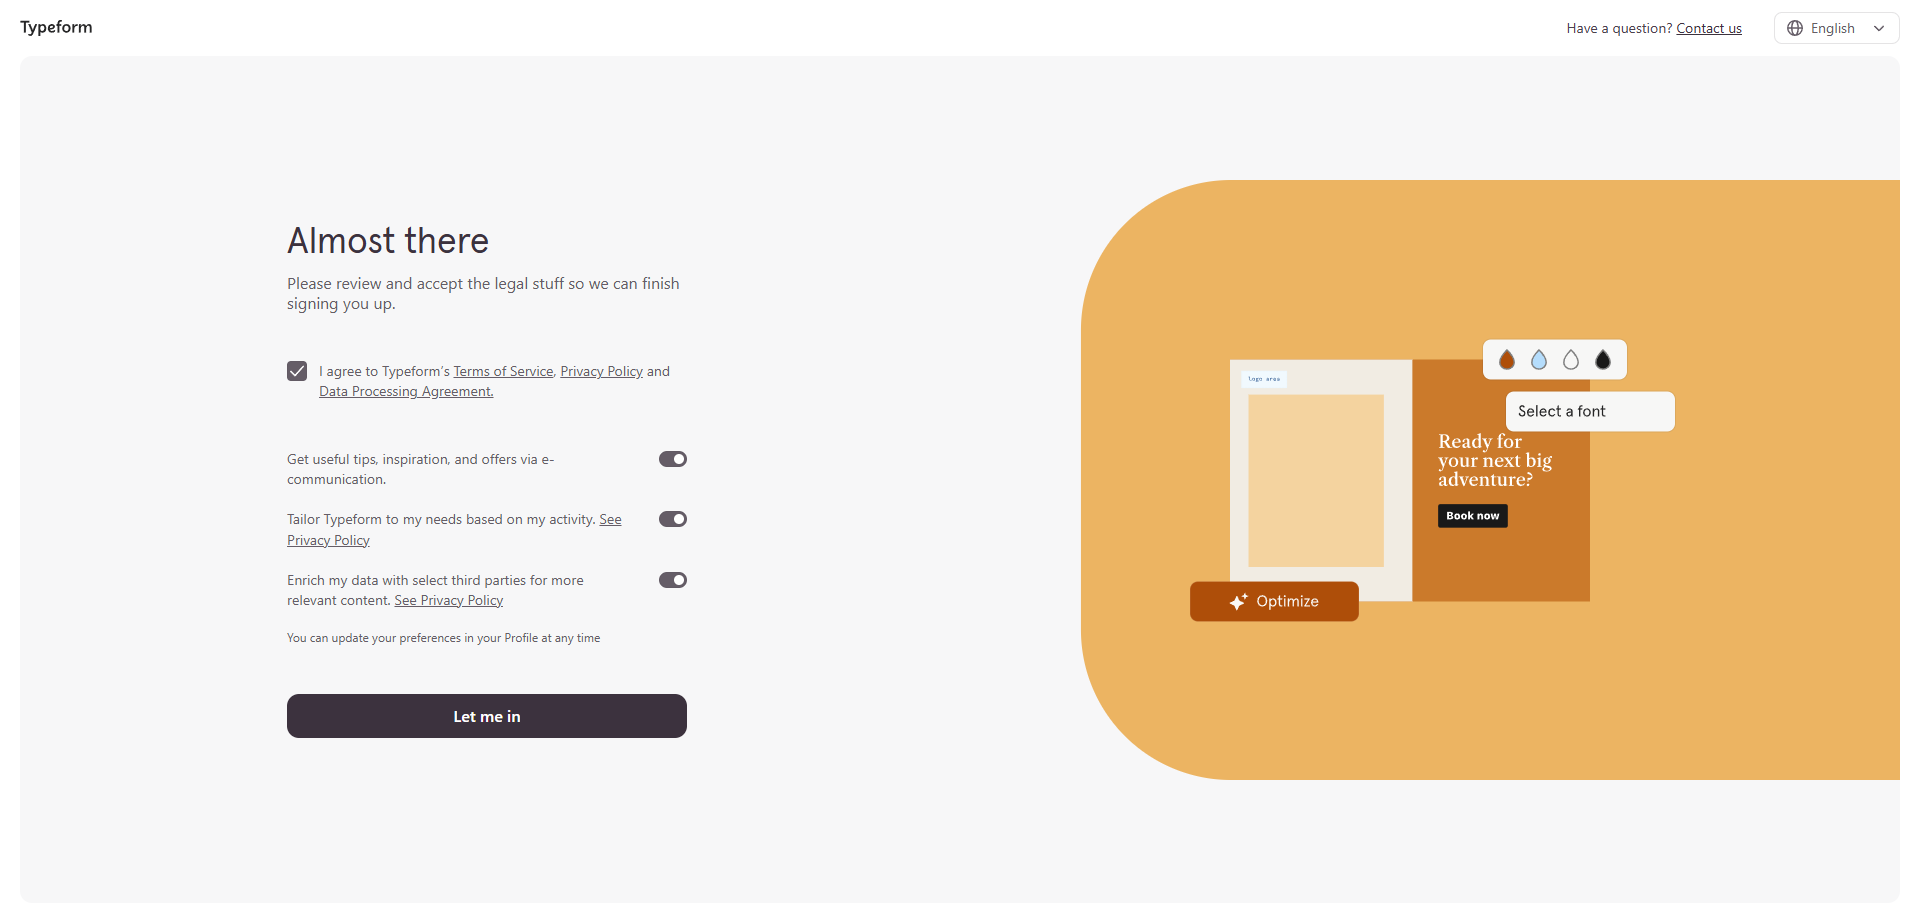 Typeform
Have a question? Contact us
English
Almost there
Please review and accept the legal stuff so we can finish
signing you up.
I agree to Typeform's Terms of Service, Privacy Policy and
Data Processing Agreement.
Get useful tips, inspiration, and offers via e-
communication.
Tailor Typeform to my needs based on my activity. See
Privacy Policy
Enrich my data with select third parties for more
relevant content. See Privacy Policy
You can update your preferences in your Profile at any time
Let me in
logo area
Select a font
Ready for
your next big
adventure?
Book now
Optimize